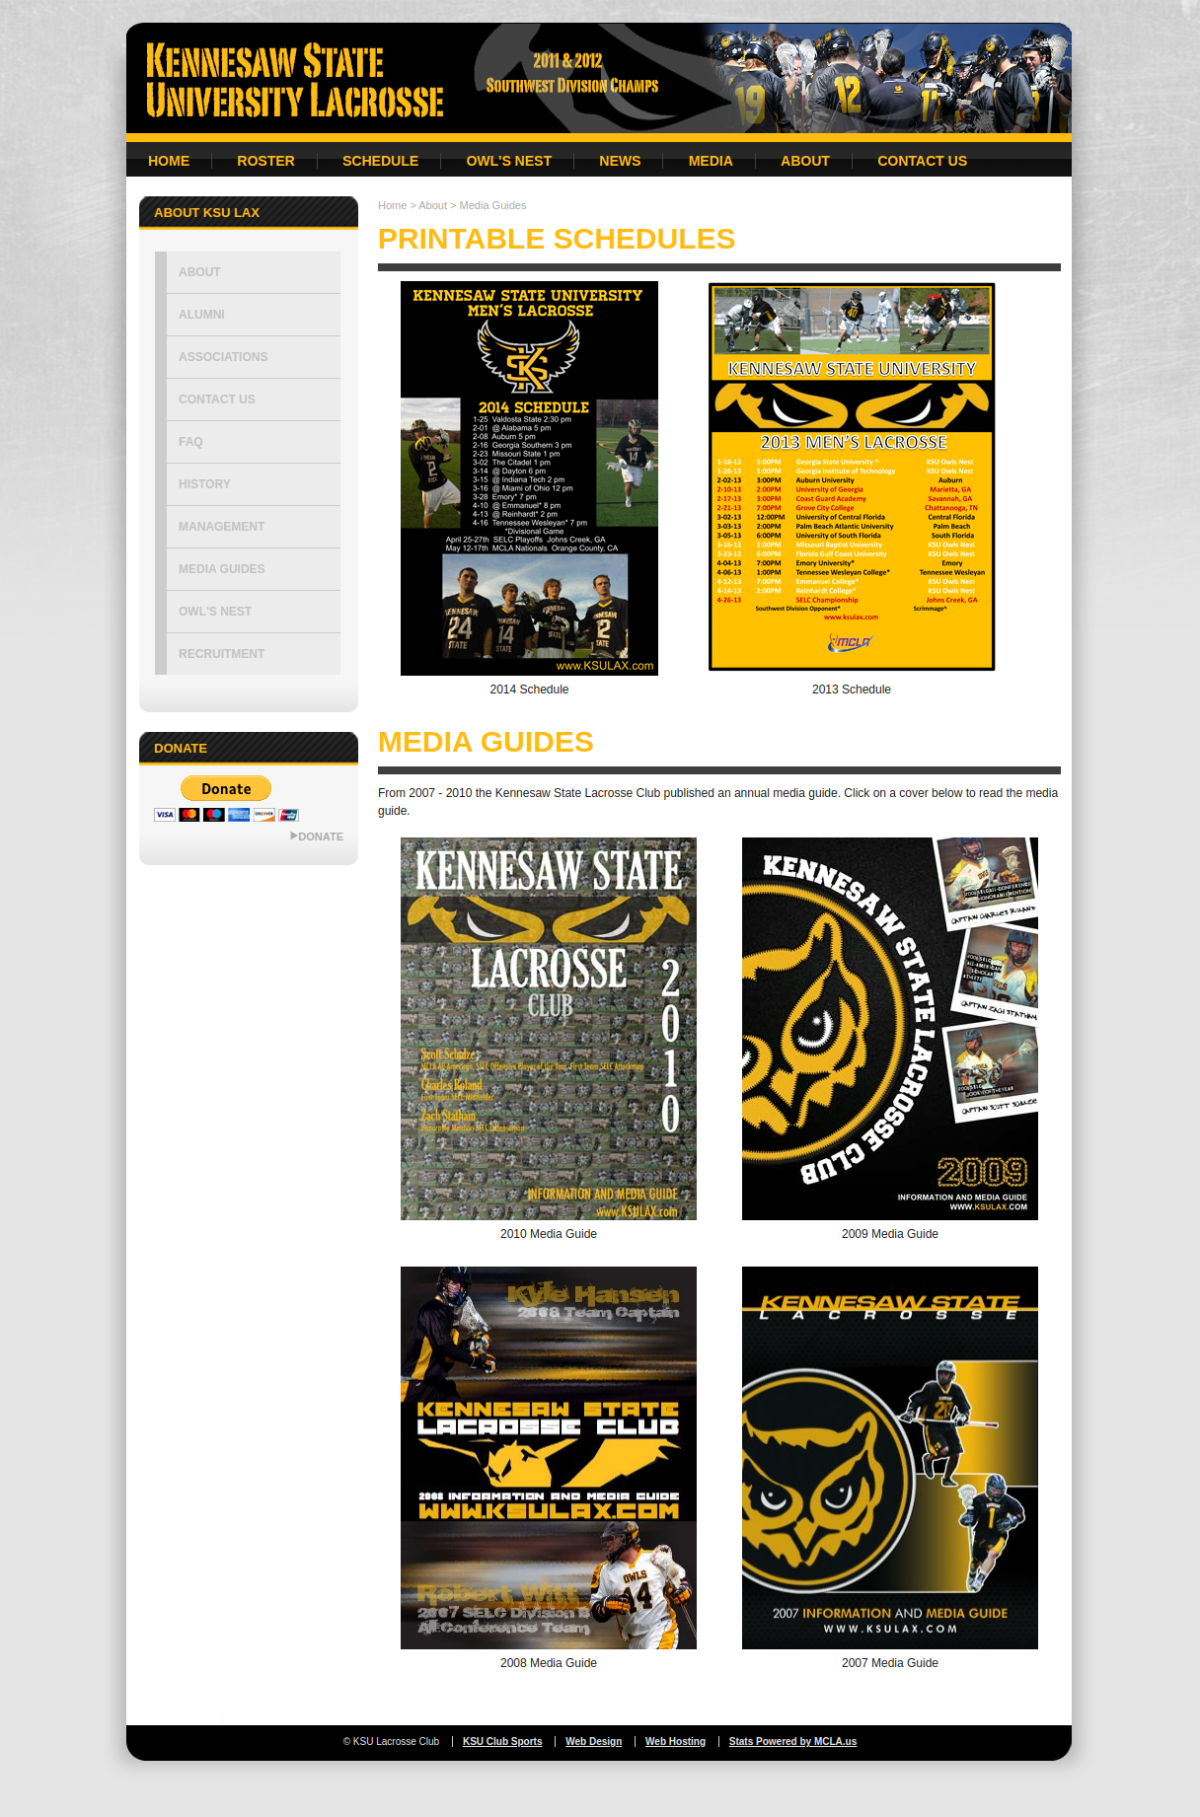 KENNESAW STATE
UNIVERSITY LACROSSE
2011 & 2012
SOUTHWEST DIVISION CHAMPS
HOME
ROSTER
SCHEDULE
OWL'S NEST
NEWS
MEDIA
ABOUT
CONTACT US
ABOUT KSU LAX
ABOUT
ALUMNI
ASSOCIATIONS
CONTACT US
FAQ
HISTORY
MANAGEMENT
MEDIA GUIDES
OWL'S NEST
RECRUITMENT
DONATE
Donate
VISA
DONATE
Home > About > Media Guides
PRINTABLE SCHEDULES
KENNESAW STATE UNIVERSITY
MEN'S LACROSSE
KS
2014 SCHEDULE
1-25 Valdosta State 2:30 pm
2-01 @ Alabama 5 pm
2-08 Auburn 5 pm
2-16 Georgia Southern 3 pm
2-23 Missouri State 1 pm
3-02 The Citadel 1 pm
3-14 @ Dayton 6 pm
3-15 @ Indiana Tech 2 pm
3-16 @ Miami of Ohio 12 pm
3-28 Emory* 7 pm
4-10 @ Emmanuel* 8 pm
4-13 @ Reinhardt* 2 pm
4-16 Tennessee Wesleyan* 7 pm
*Divisional Game
April 25-27th SELC Playoffs Johns Creek, GA
May 12-17th MCLA Nationals Orange County, CA
www.KSULAX.com
2014 Schedule
KENNESAW STATE UNIVERSITY
2013 MEN'S LACROSSE
1-18-13 5:00PM Georgia State University ^ KSU Owls Nest
1-26-13 1:00PM Georgia Institute of Technology KSU Owls Nest
2-02-13 3:00PM Auburn University Auburn
2-10-13 2:00PM University of Georgia Marietta, GA
2-17-13 3:00PM Coast Guard Academy Savannah, GA
2-21-13 7:00PM Grove City College Chattanooga, TN
3-02-13 12:00PM University of Central Florida Central Florida
3-03-13 2:00PM Palm Beach Atlantic University Palm Beach
3-05-13 6:00PM University of South Florida South Florida
3-16-13 1:00PM Missouri Baptist University KSU Owls Nest
3-23-13 6:00PM Florida Gulf Coast University KSU Owls Nest
4-04-13 7:00PM Emory University* Emory
4-06-13 1:00PM Tennessee Wesleyan College* Tennessee Wesleyan
4-12-13 7:00PM Emmanuel College* KSU Owls Nest
4-14-13 2:00PM Reinhardt College* KSU Owls Nest
4-26-13 SELC Championship Johns Creek, GA
Southwest Division Opponent* Scrimmage^
www.ksulax.com
MCLA
2013 Schedule
MEDIA GUIDES
From 2007 - 2010 the Kennesaw State Lacrosse Club published an annual media guide. Click on a cover below to read the media
guide.
KENNESAW STATE
LACROSSE
CLUB
2010
Scott Schulze
Charles Boland
Zach Statham
INFORMATION AND MEDIA GUIDE
www.KSULAX.com
2010 Media Guide
KENNESAW STATE LACROSSE CLUB
CAPTAIN CHARLES BOLAND
CAPTAIN ZACH STATHAM
CAPTAIN SCOTT SCHULZE
2009
INFORMATION AND MEDIA GUIDE
WWW.KSULAX.COM
2009 Media Guide
Kyle Hansen
2008 Team Captain
KENNESAW STATE
LACROSSE CLUB
2008 INFORMATION AND MEDIA GUIDE
WWW.KSULAX.COM
OWLS
14
Robert Witt
2007 SELC Division B
All Conference Team
2008 Media Guide
KENNESAW STATE
LACROSSE
2007 INFORMATION AND MEDIA GUIDE
WWW.KSULAX.COM
2007 Media Guide
© KSU Lacrosse Club
KSU Club Sports
Web Design
Web Hosting
Stats Powered by MCLA.us